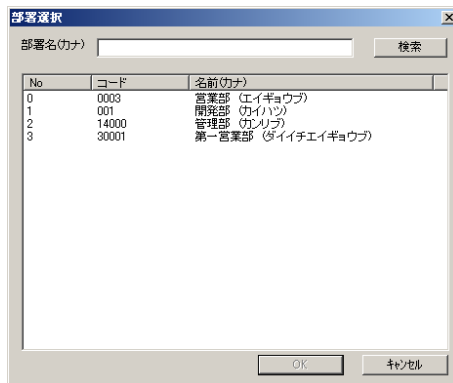 部署選択
部署名(カナ) 検索
No コード 名前(カナ)
0 0003 営業部 (エイギョウブ)
1 001 開発部 (カイハツ)
2 14000 管理部 (カンリブ)
3 30001 第一営業部 (ダイイチエイギョウブ)
OK キャンセル